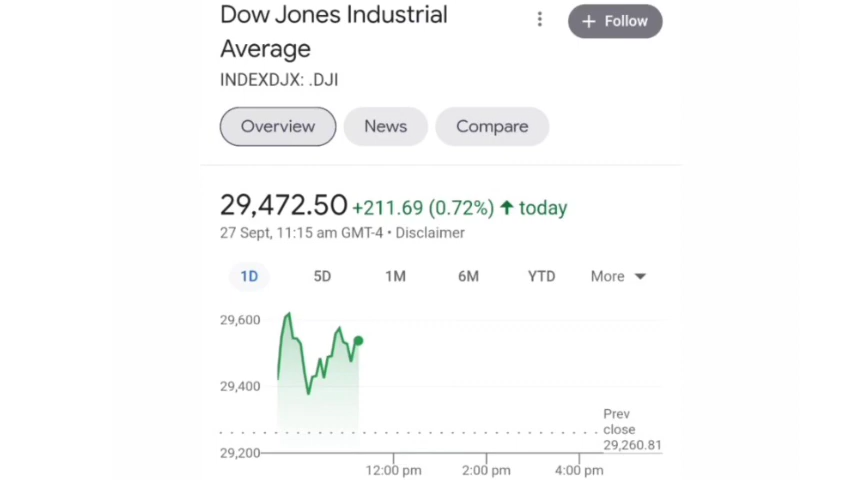 Dow Jones Industrial
Average
+ Follow
INDEXDJX: .DJI
Overview
News
Compare
29,472.50 +211.69 (0.72%) ↑ today
27 Sept, 11:15 am GMT-4 • Disclaimer
1D
5D
1M
6M
YTD
More
29,600
29,400
29,200
Prev
close
29,260.81
12:00 pm
2:00 pm
4:00 pm